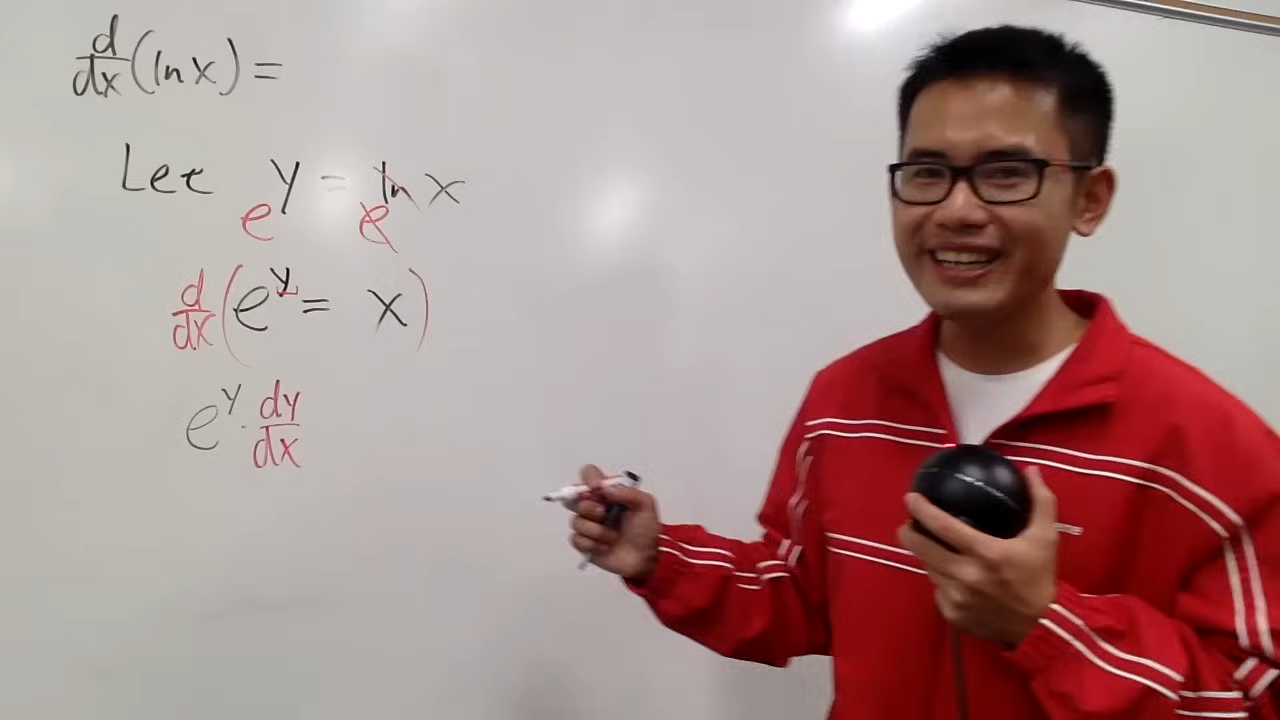 d/dx (ln x) =
Let y = ln x
e e
d/dx (e^y = x)
e^y · dy/dx